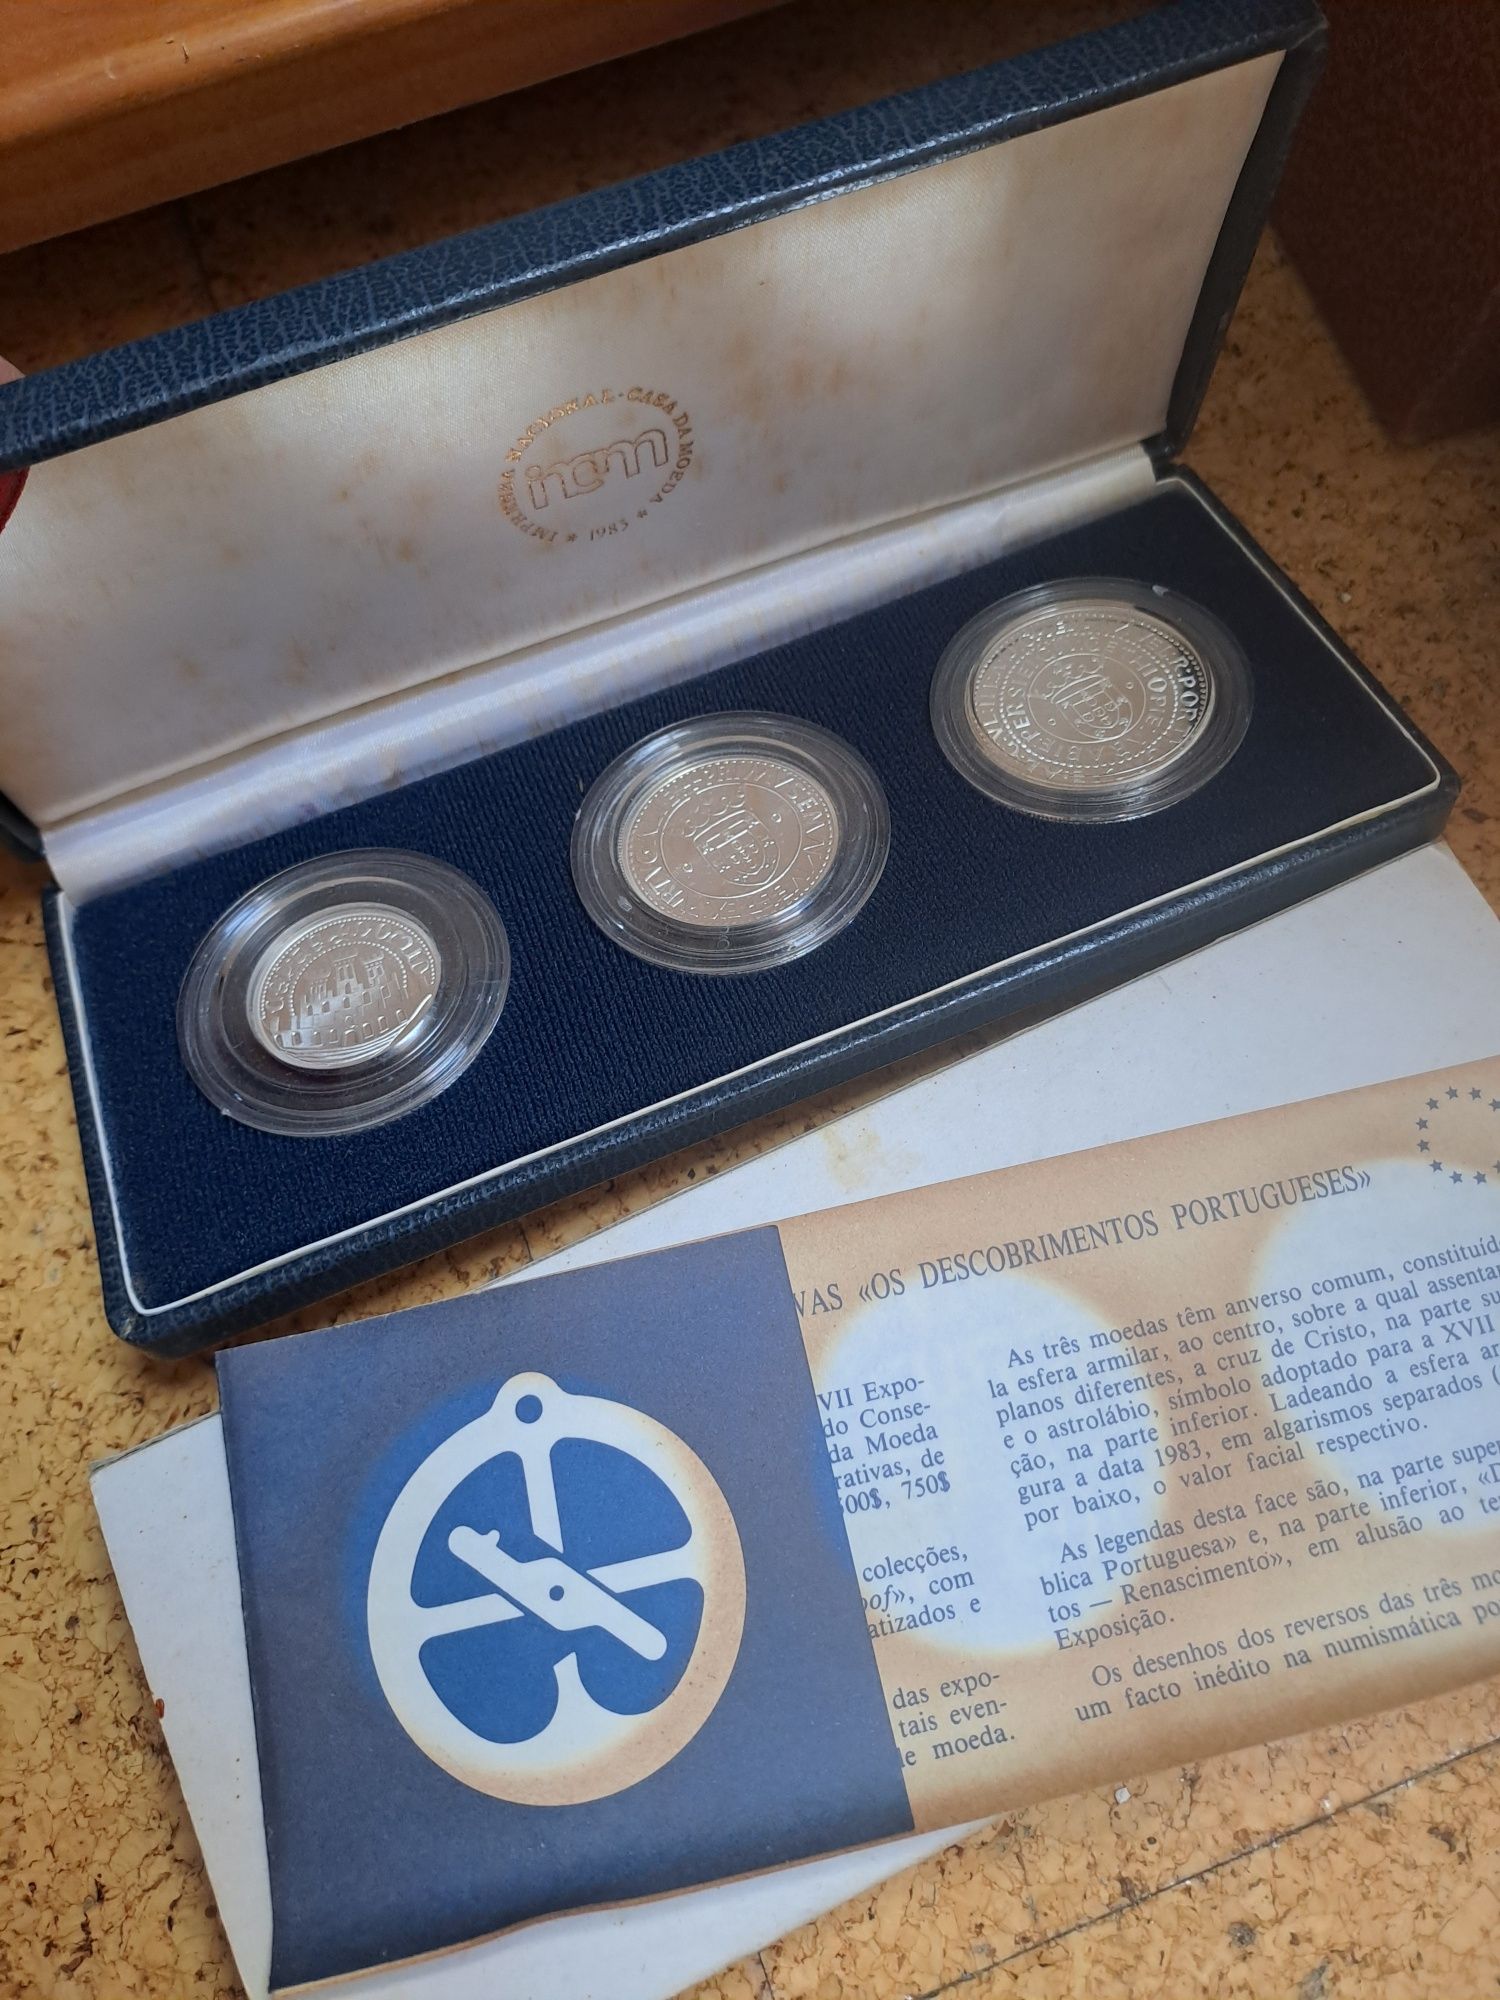 IMPRENSA NACIONAL · CASA DA MOEDA
incm
* 1983 *
«OS DESCOBRIMENTOS PORTUGUESES»
VII Expo-
do Conse-
da Moeda
rativas, de
500$, 750$
colecções,
com
atizados e
das expo-
tais even-
de moeda.
As três moedas têm anverso comum, constituíd
la esfera armilar, ao centro, sobre a qual assentar
planos diferentes, a cruz de Cristo, na parte su
e o astrolábio, símbolo adoptado para a XVII
ção, na parte inferior. Ladeando a esfera ar
gura a data 1983, em algarismos separados (
por baixo, o valor facial respectivo.
As legendas desta face são, na parte super
blica Portuguesa» e, na parte inferior, «D
tos — Renascimento», em alusão ao te
Exposição.
Os desenhos dos reversos das três mo
um facto inédito na numismática po